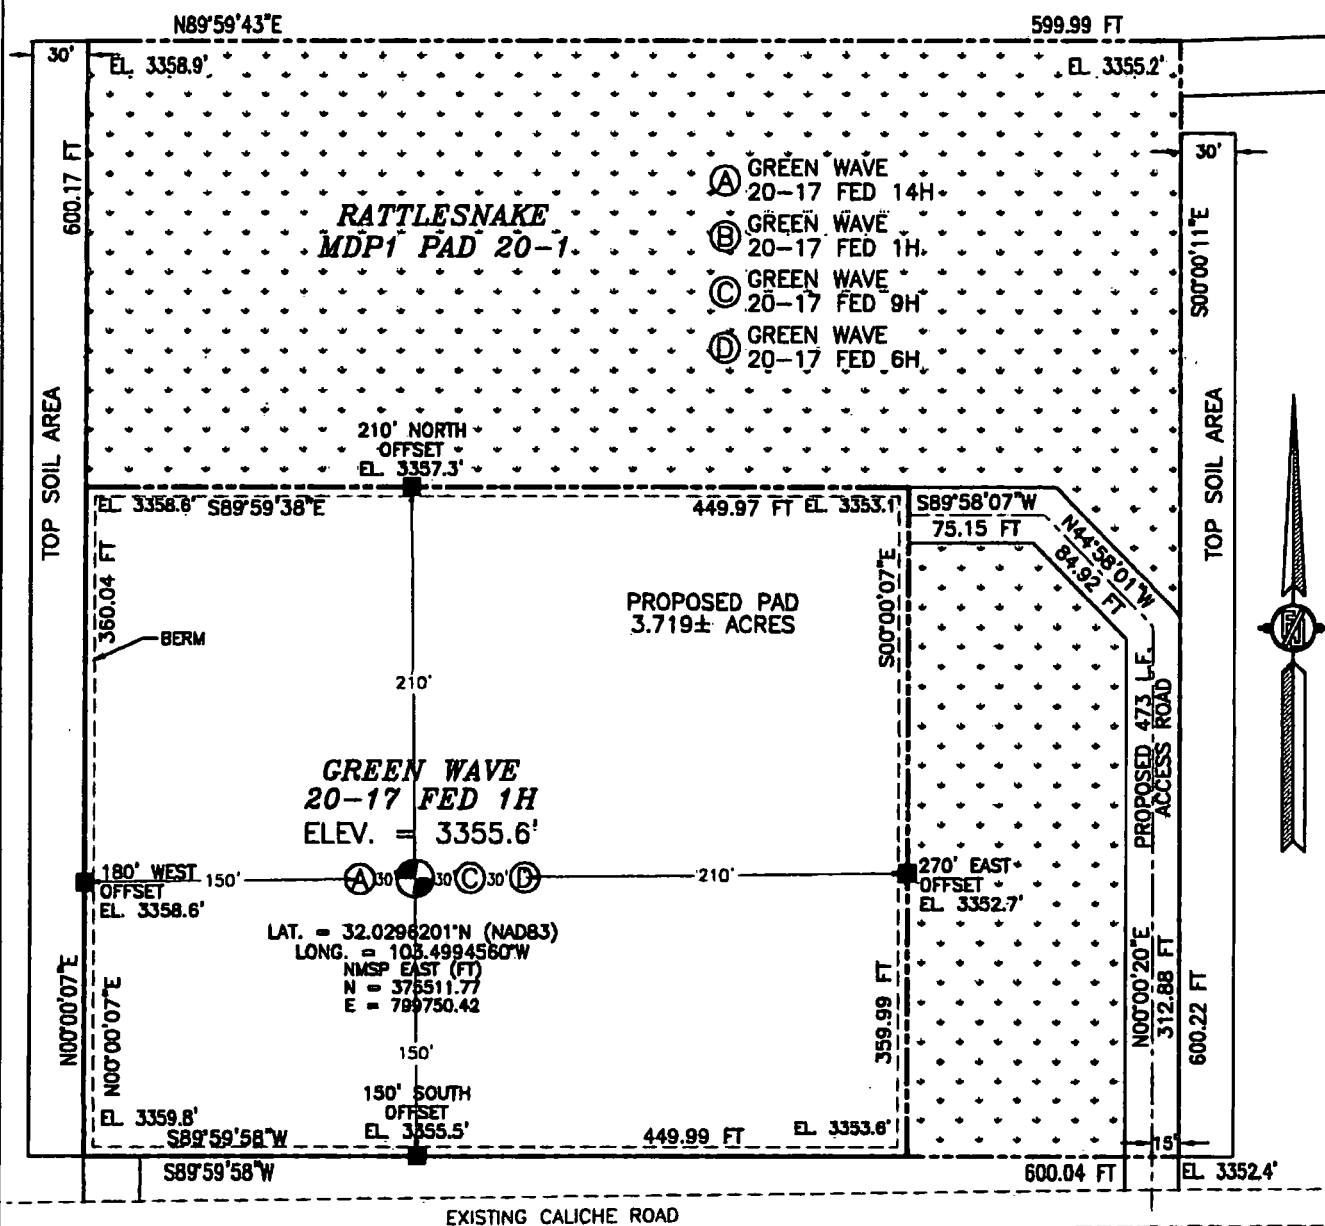 N89°59'43"E
599.99 FT
30'
EL. 3358.9'
EL. 3355.2'
30'
600.17 FT
RATTLESNAKE
MDP1 PAD 20-1
A GREEN WAVE
20-17 FED 14H
B GREEN WAVE
20-17 FED 1H
C GREEN WAVE
20-17 FED 9H
D GREEN WAVE
20-17 FED 6H
S00°00'11"E
TOP SOIL AREA
TOP SOIL AREA
210' NORTH
OFFSET
EL. 3357.3'
EL. 3358.6'
S89°59'38"E
449.97 FT
EL. 3353.1'
S89°58'07"W
75.15 FT
N44°58'01"W
84.92 FT
360.04 FT
BERM
PROPOSED PAD
3.719± ACRES
S00°00'07"E
210'
PROPOSED 473 L.F.
ACCESS ROAD
GREEN WAVE
20-17 FED 1H
ELEV. = 3355.6'
180' WEST
OFFSET
EL. 3358.6'
150'
A
30'
30'
C
30'
D
210'
270' EAST
OFFSET
EL. 3352.7'
LAT. = 32.0296201°N (NAD83)
LONG. = 103.4994560°W
NMSP EAST (FT)
N = 375511.77
E = 799750.42
N00°00'07"E
N00°00'07"E
359.99 FT
N00°00'20"E
312.88 FT
600.22 FT
150'
150' SOUTH
OFFSET
EL. 3355.5'
EL. 3359.8'
S89°59'58"W
449.99 FT
EL. 3353.6'
15'
S89°59'58"W
600.04 FT
EL. 3352.4'
EXISTING CALICHE ROAD